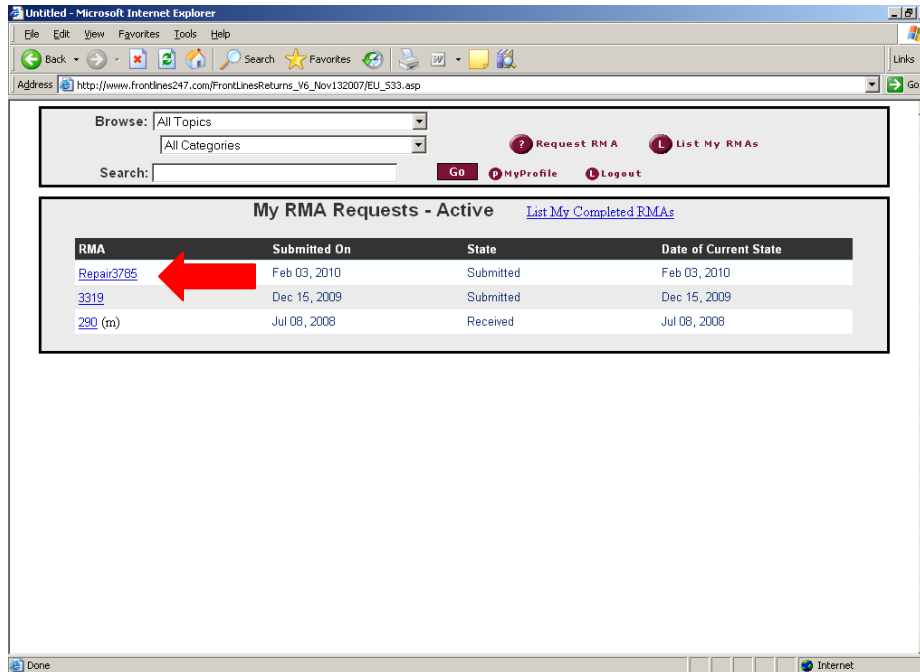 Untitled - Microsoft Internet Explorer
File Edit View Favorites Tools Help
Back Search Favorites
Links
Address http://www.frontlines247.com/FrontLinesReturns_V6_Nov132007/EU_533.asp Go
Browse: All Topics
All Categories ? Request RMA L List My RMAs
Search: Go P MyProfile L Logout
My RMA Requests - Active List My Completed RMAs
RMA Submitted On State Date of Current State
Repair3785 Feb 03, 2010 Submitted Feb 03, 2010
3319 Dec 15, 2009 Submitted Dec 15, 2009
290 (m) Jul 08, 2008 Received Jul 08, 2008
Done Internet